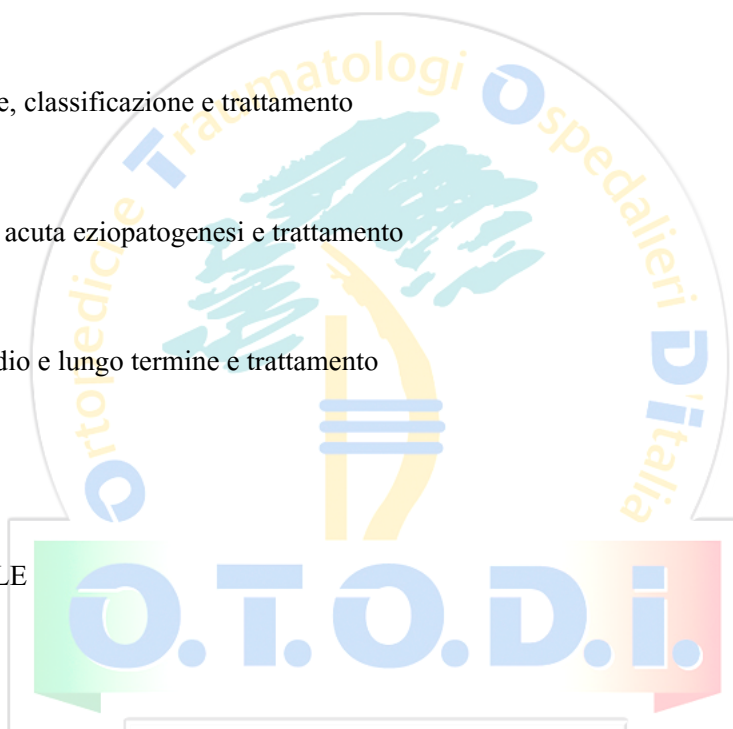 e, classificazione e trattamento
acuta eziopatogenesi e trattamento
dio e lungo termine e trattamento
LE
Ortopedici e Traumatologi Ospedalieri D'italia
O.T.O.D.i.